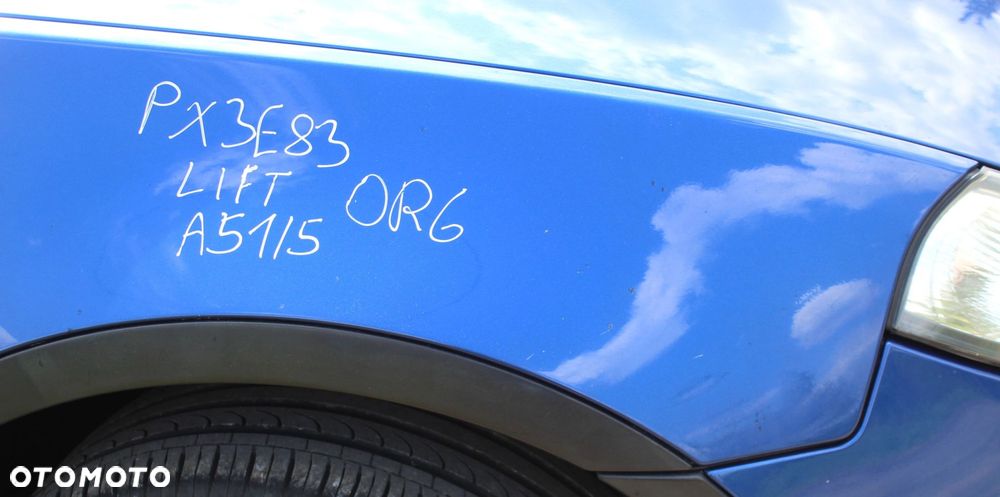 PX3E83
LIFT ORG
A51/5
OTOMOTO